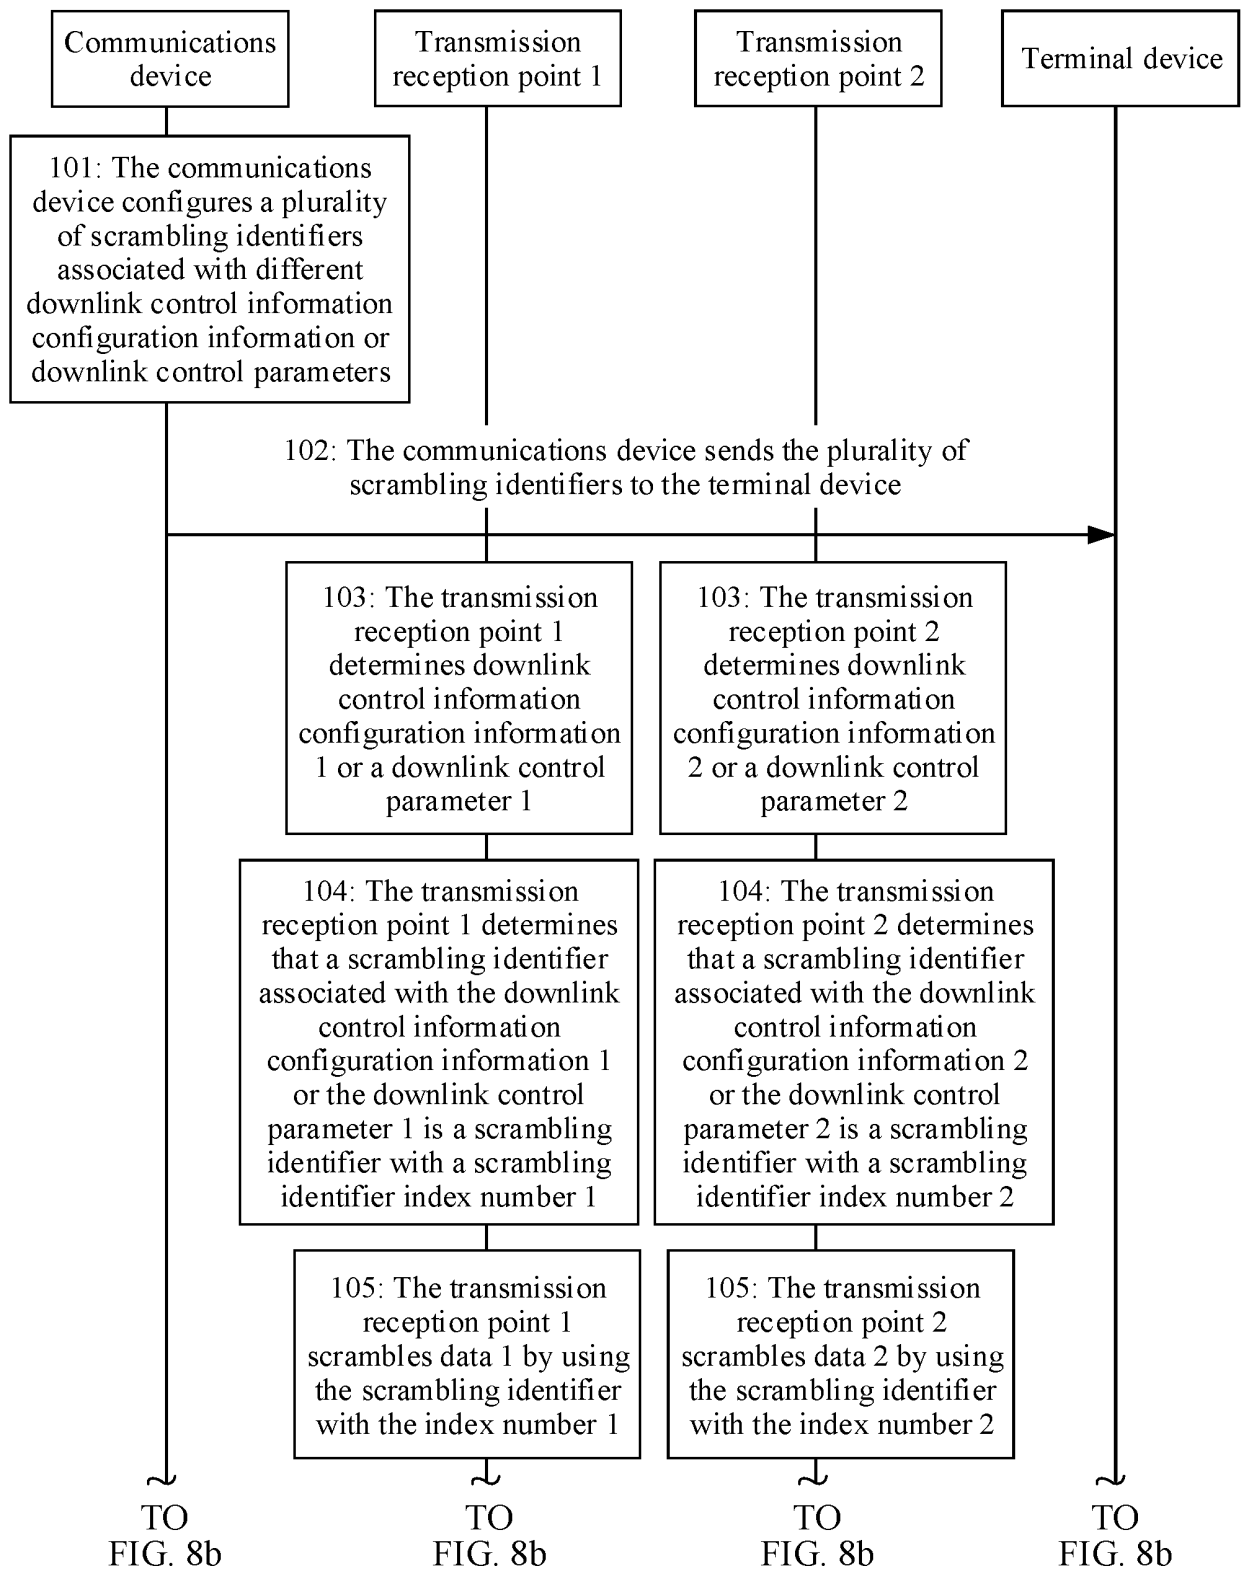 Communications
device
Transmission
reception point 1
Transmission
reception point 2
Terminal device
101: The communications
device configures a plurality
of scrambling identifiers
associated with different
downlink control information
configuration information or
downlink control parameters
102: The communications device sends the plurality of
scrambling identifiers to the terminal device
103: The transmission
reception point 1
determines downlink
control information
configuration information
1 or a downlink control
parameter 1
103: The transmission
reception point 2
determines downlink
control information
configuration information
2 or a downlink control
parameter 2
104: The transmission
reception point 1 determines
that a scrambling identifier
associated with the downlink
control information
configuration information 1
or the downlink control
parameter 1 is a scrambling
identifier with a scrambling
identifier index number 1
104: The transmission
reception point 2 determines
that a scrambling identifier
associated with the downlink
control information
configuration information 2
or the downlink control
parameter 2 is a scrambling
identifier with a scrambling
identifier index number 2
105: The transmission
reception point 1
scrambles data 1 by using
the scrambling identifier
with the index number 1
105: The transmission
reception point 2
scrambles data 2 by using
the scrambling identifier
with the index number 2
TO
FIG. 8b
TO
FIG. 8b
TO
FIG. 8b
TO
FIG. 8b